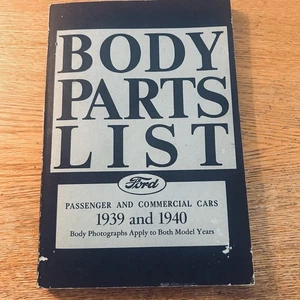 BODY
PARTS
LIST
Ford
PASSENGER AND COMMERCIAL CARS
1939 and 1940
Body Photographs Apply to Both Model Years